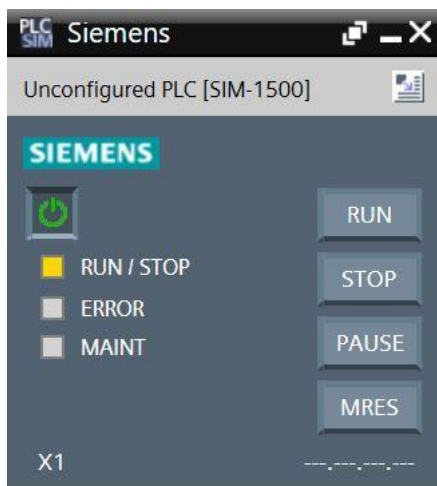 PLC
SIM
Siemens
Unconfigured PLC [SIM-1500]
SIEMENS
RUN
RUN / STOP
STOP
ERROR
MAINT
PAUSE
MRES
X1
---.---.---.---